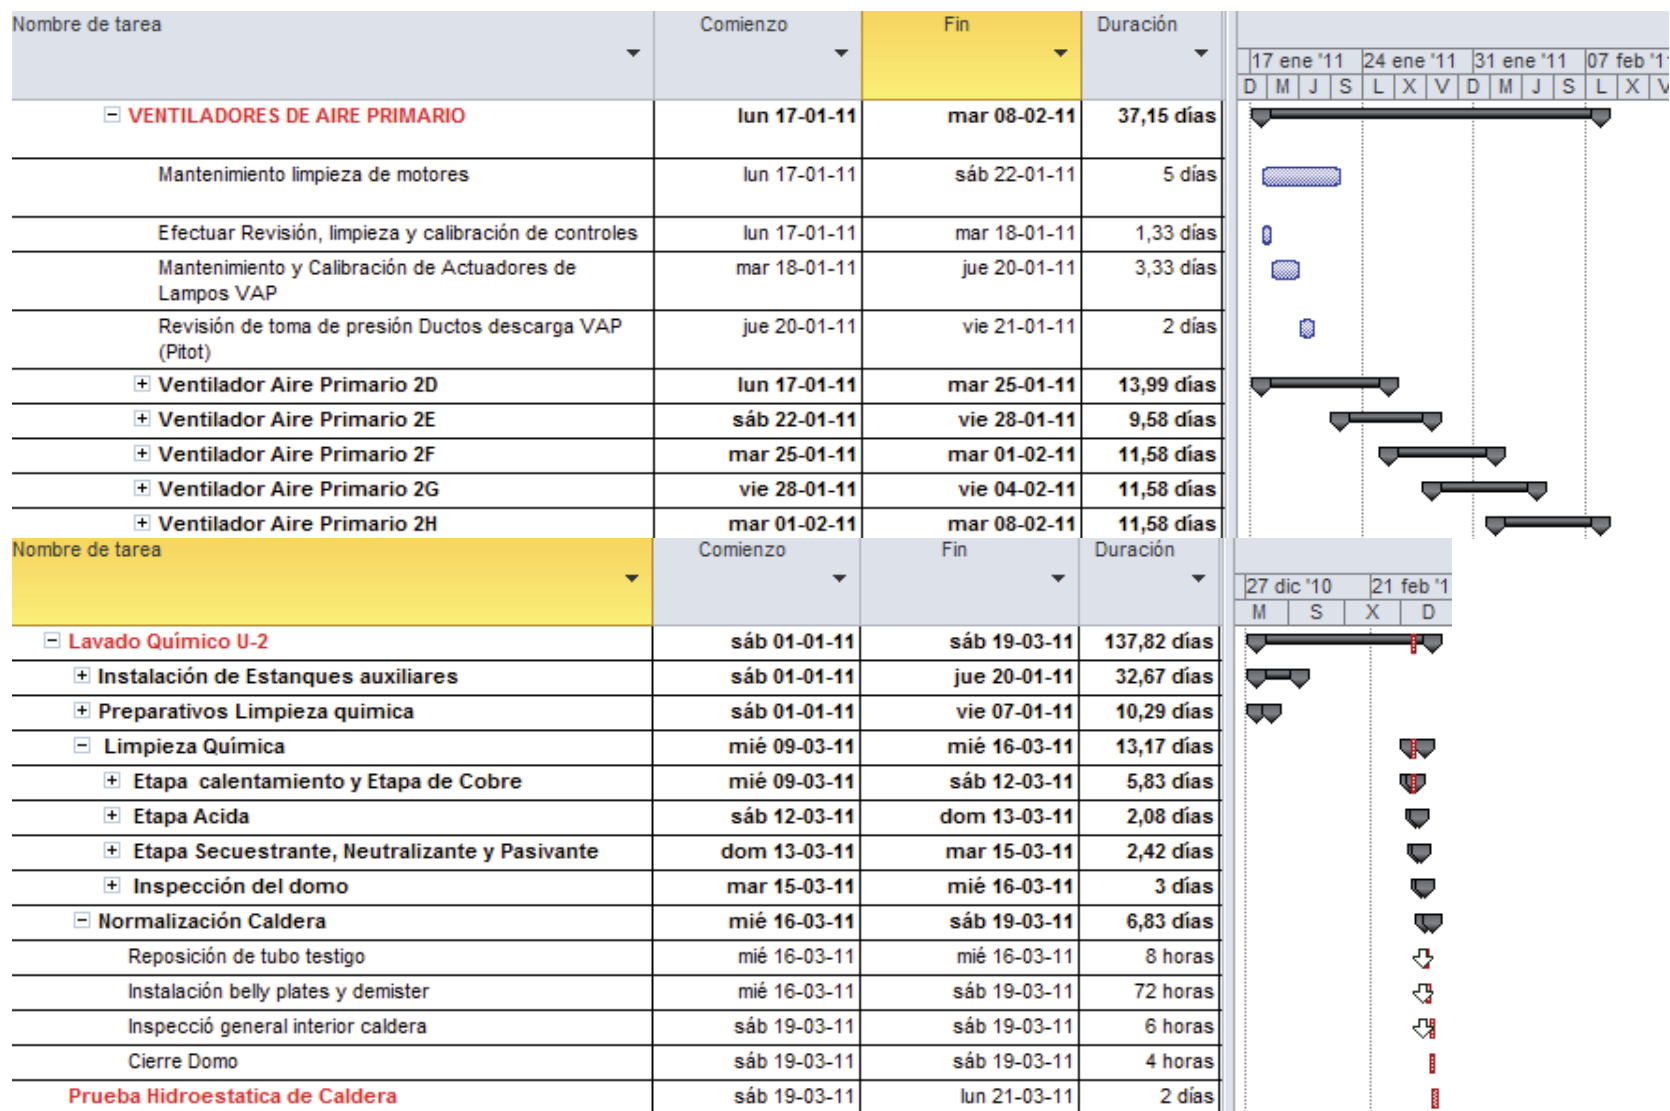 Nombre de tarea Comienzo Fin Duración
17 ene '11 24 ene '11 31 ene '11 07 feb '11
D M J S L X V D M J S L X V
VENTILADORES DE AIRE PRIMARIO lun 17-01-11 mar 08-02-11 37,15 días
Mantenimiento limpieza de motores lun 17-01-11 sáb 22-01-11 5 días
Efectuar Revisión, limpieza y calibración de controles lun 17-01-11 mar 18-01-11 1,33 días
Mantenimiento y Calibración de Actuadores de mar 18-01-11 jue 20-01-11 3,33 días
Lampos VAP
Revisión de toma de presión Ductos descarga VAP jue 20-01-11 vie 21-01-11 2 días
(Pitot)
Ventilador Aire Primario 2D lun 17-01-11 mar 25-01-11 13,99 días
Ventilador Aire Primario 2E sáb 22-01-11 vie 28-01-11 9,58 días
Ventilador Aire Primario 2F mar 25-01-11 mar 01-02-11 11,58 días
Ventilador Aire Primario 2G vie 28-01-11 vie 04-02-11 11,58 días
Ventilador Aire Primario 2H mar 01-02-11 mar 08-02-11 11,58 días
Nombre de tarea Comienzo Fin Duración
27 dic '10 21 feb '1
M S X D
Lavado Químico U-2 sáb 01-01-11 sáb 19-03-11 137,82 días
Instalación de Estanques auxiliares sáb 01-01-11 jue 20-01-11 32,67 días
Preparativos Limpieza quimica sáb 01-01-11 vie 07-01-11 10,29 días
Limpieza Química mié 09-03-11 mié 16-03-11 13,17 días
Etapa calentamiento y Etapa de Cobre mié 09-03-11 sáb 12-03-11 5,83 días
Etapa Acida sáb 12-03-11 dom 13-03-11 2,08 días
Etapa Secuestrante, Neutralizante y Pasivante dom 13-03-11 mar 15-03-11 2,42 días
Inspección del domo mar 15-03-11 mié 16-03-11 3 días
Normalización Caldera mié 16-03-11 sáb 19-03-11 6,83 días
Reposición de tubo testigo mié 16-03-11 mié 16-03-11 8 horas
Instalación belly plates y demister mié 16-03-11 sáb 19-03-11 72 horas
Inspecció general interior caldera sáb 19-03-11 sáb 19-03-11 6 horas
Cierre Domo sáb 19-03-11 sáb 19-03-11 4 horas
Prueba Hidroestatica de Caldera sáb 19-03-11 lun 21-03-11 2 días